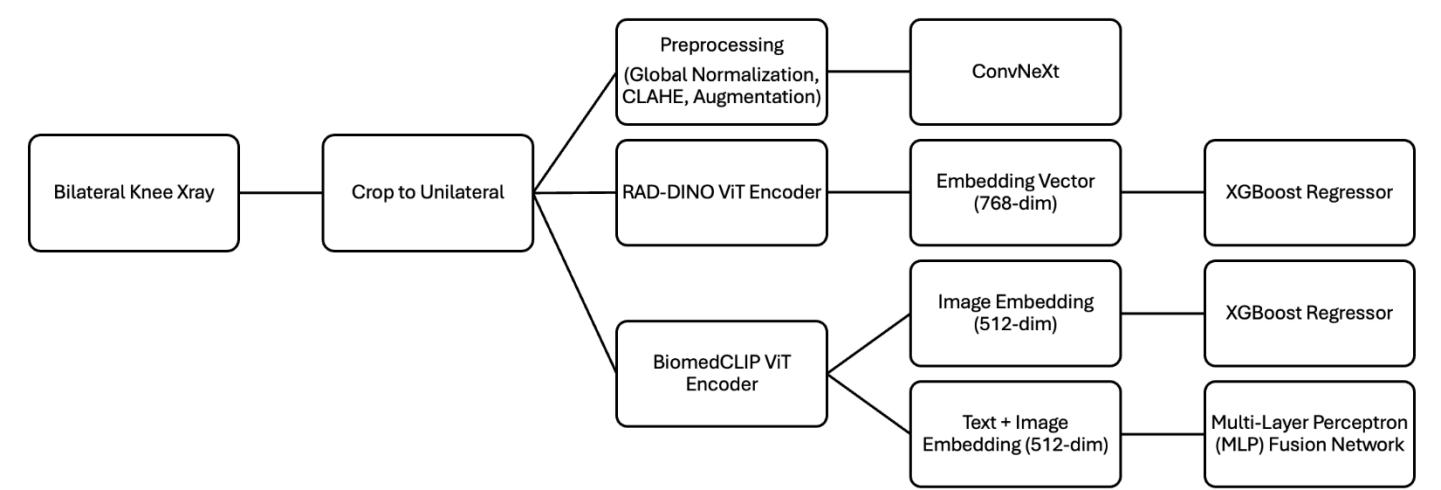 Bilateral Knee Xray
Crop to Unilateral
Preprocessing
(Global Normalization,
CLAHE, Augmentation)
ConvNeXt
RAD-DINO ViT Encoder
Embedding Vector
(768-dim)
XGBoost Regressor
BiomedCLIP ViT
Encoder
Image Embedding
(512-dim)
XGBoost Regressor
Text + Image
Embedding (512-dim)
Multi-Layer Perceptron
(MLP) Fusion Network